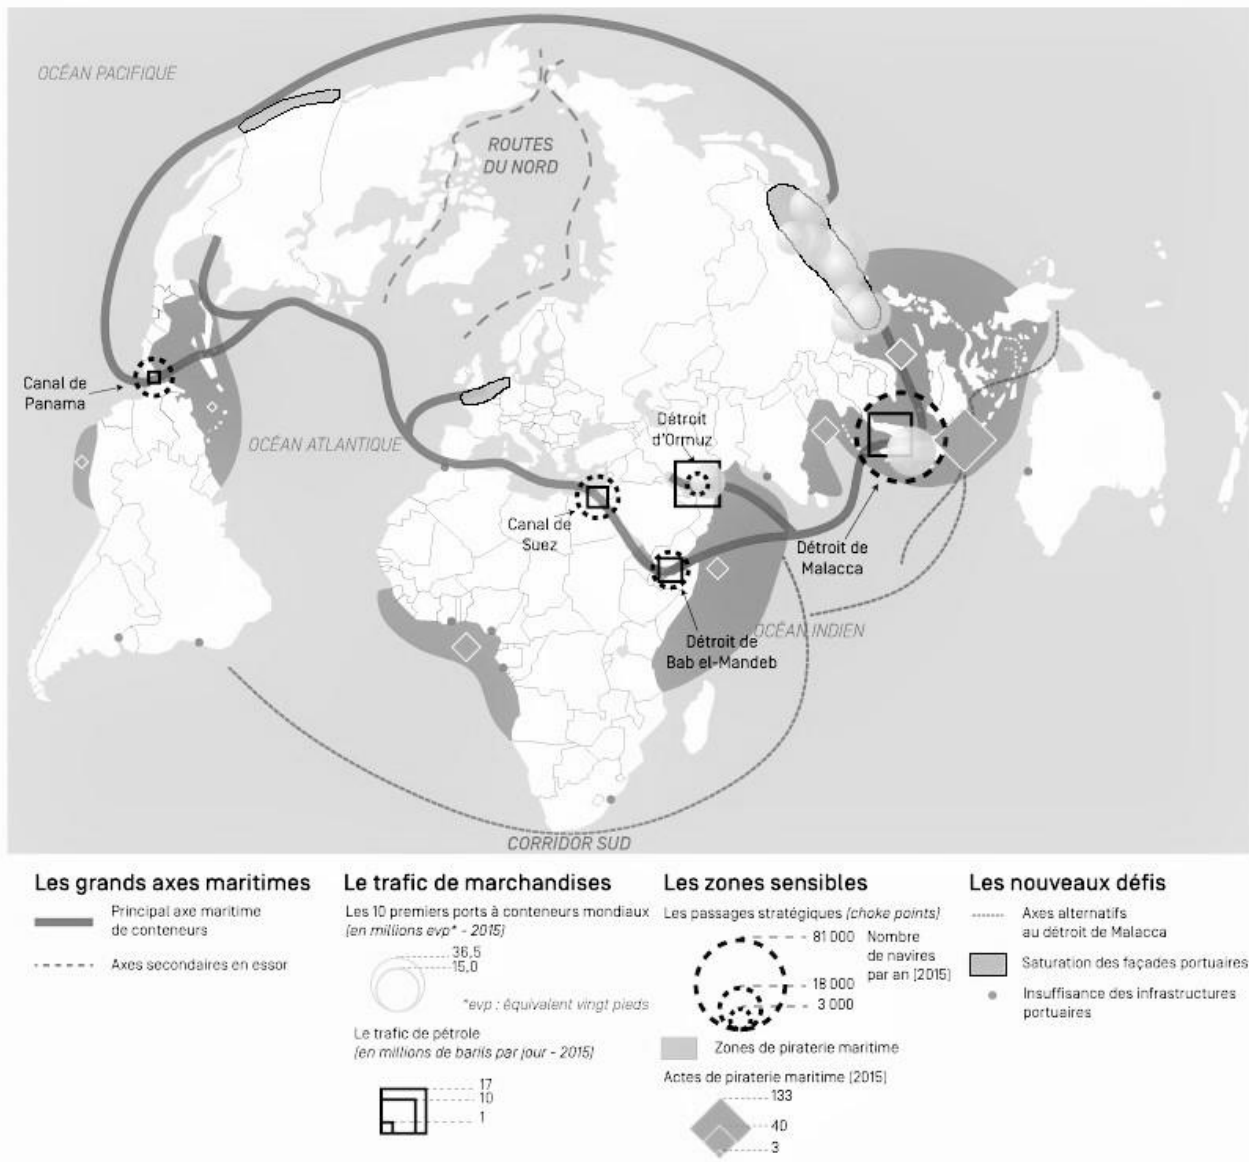 OCÉAN PACIFIQUE
ROUTES
DU NORD
Canal de
Panama
OCÉAN ATLANTIQUE
Détroit
d'Ormuz
Canal de
Suez
Détroit de
Malacca
OCÉAN INDIEN
Détroit de
Bab el-Mandeb
CORRIDOR SUD
Les grands axes maritimes
Principal axe maritime
de conteneurs
Axes secondaires en essor
Le trafic de marchandises
Les 10 premiers ports à conteneurs mondiaux
(en millions evp* - 2015)
36,5
15,0
*evp : équivalent vingt pieds
Le trafic de pétrole
(en millions de barils par jour - 2015)
17
10
1
Les zones sensibles
Les passages stratégiques (choke points)
81 000
18 000
3 000
Nombre
de navires
par an (2015)
Zones de piraterie maritime
Actes de piraterie maritime (2015)
133
40
3
Les nouveaux défis
Axes alternatifs
au détroit de Malacca
Saturation des façades portuaires
Insuffisance des infrastructures
portuaires